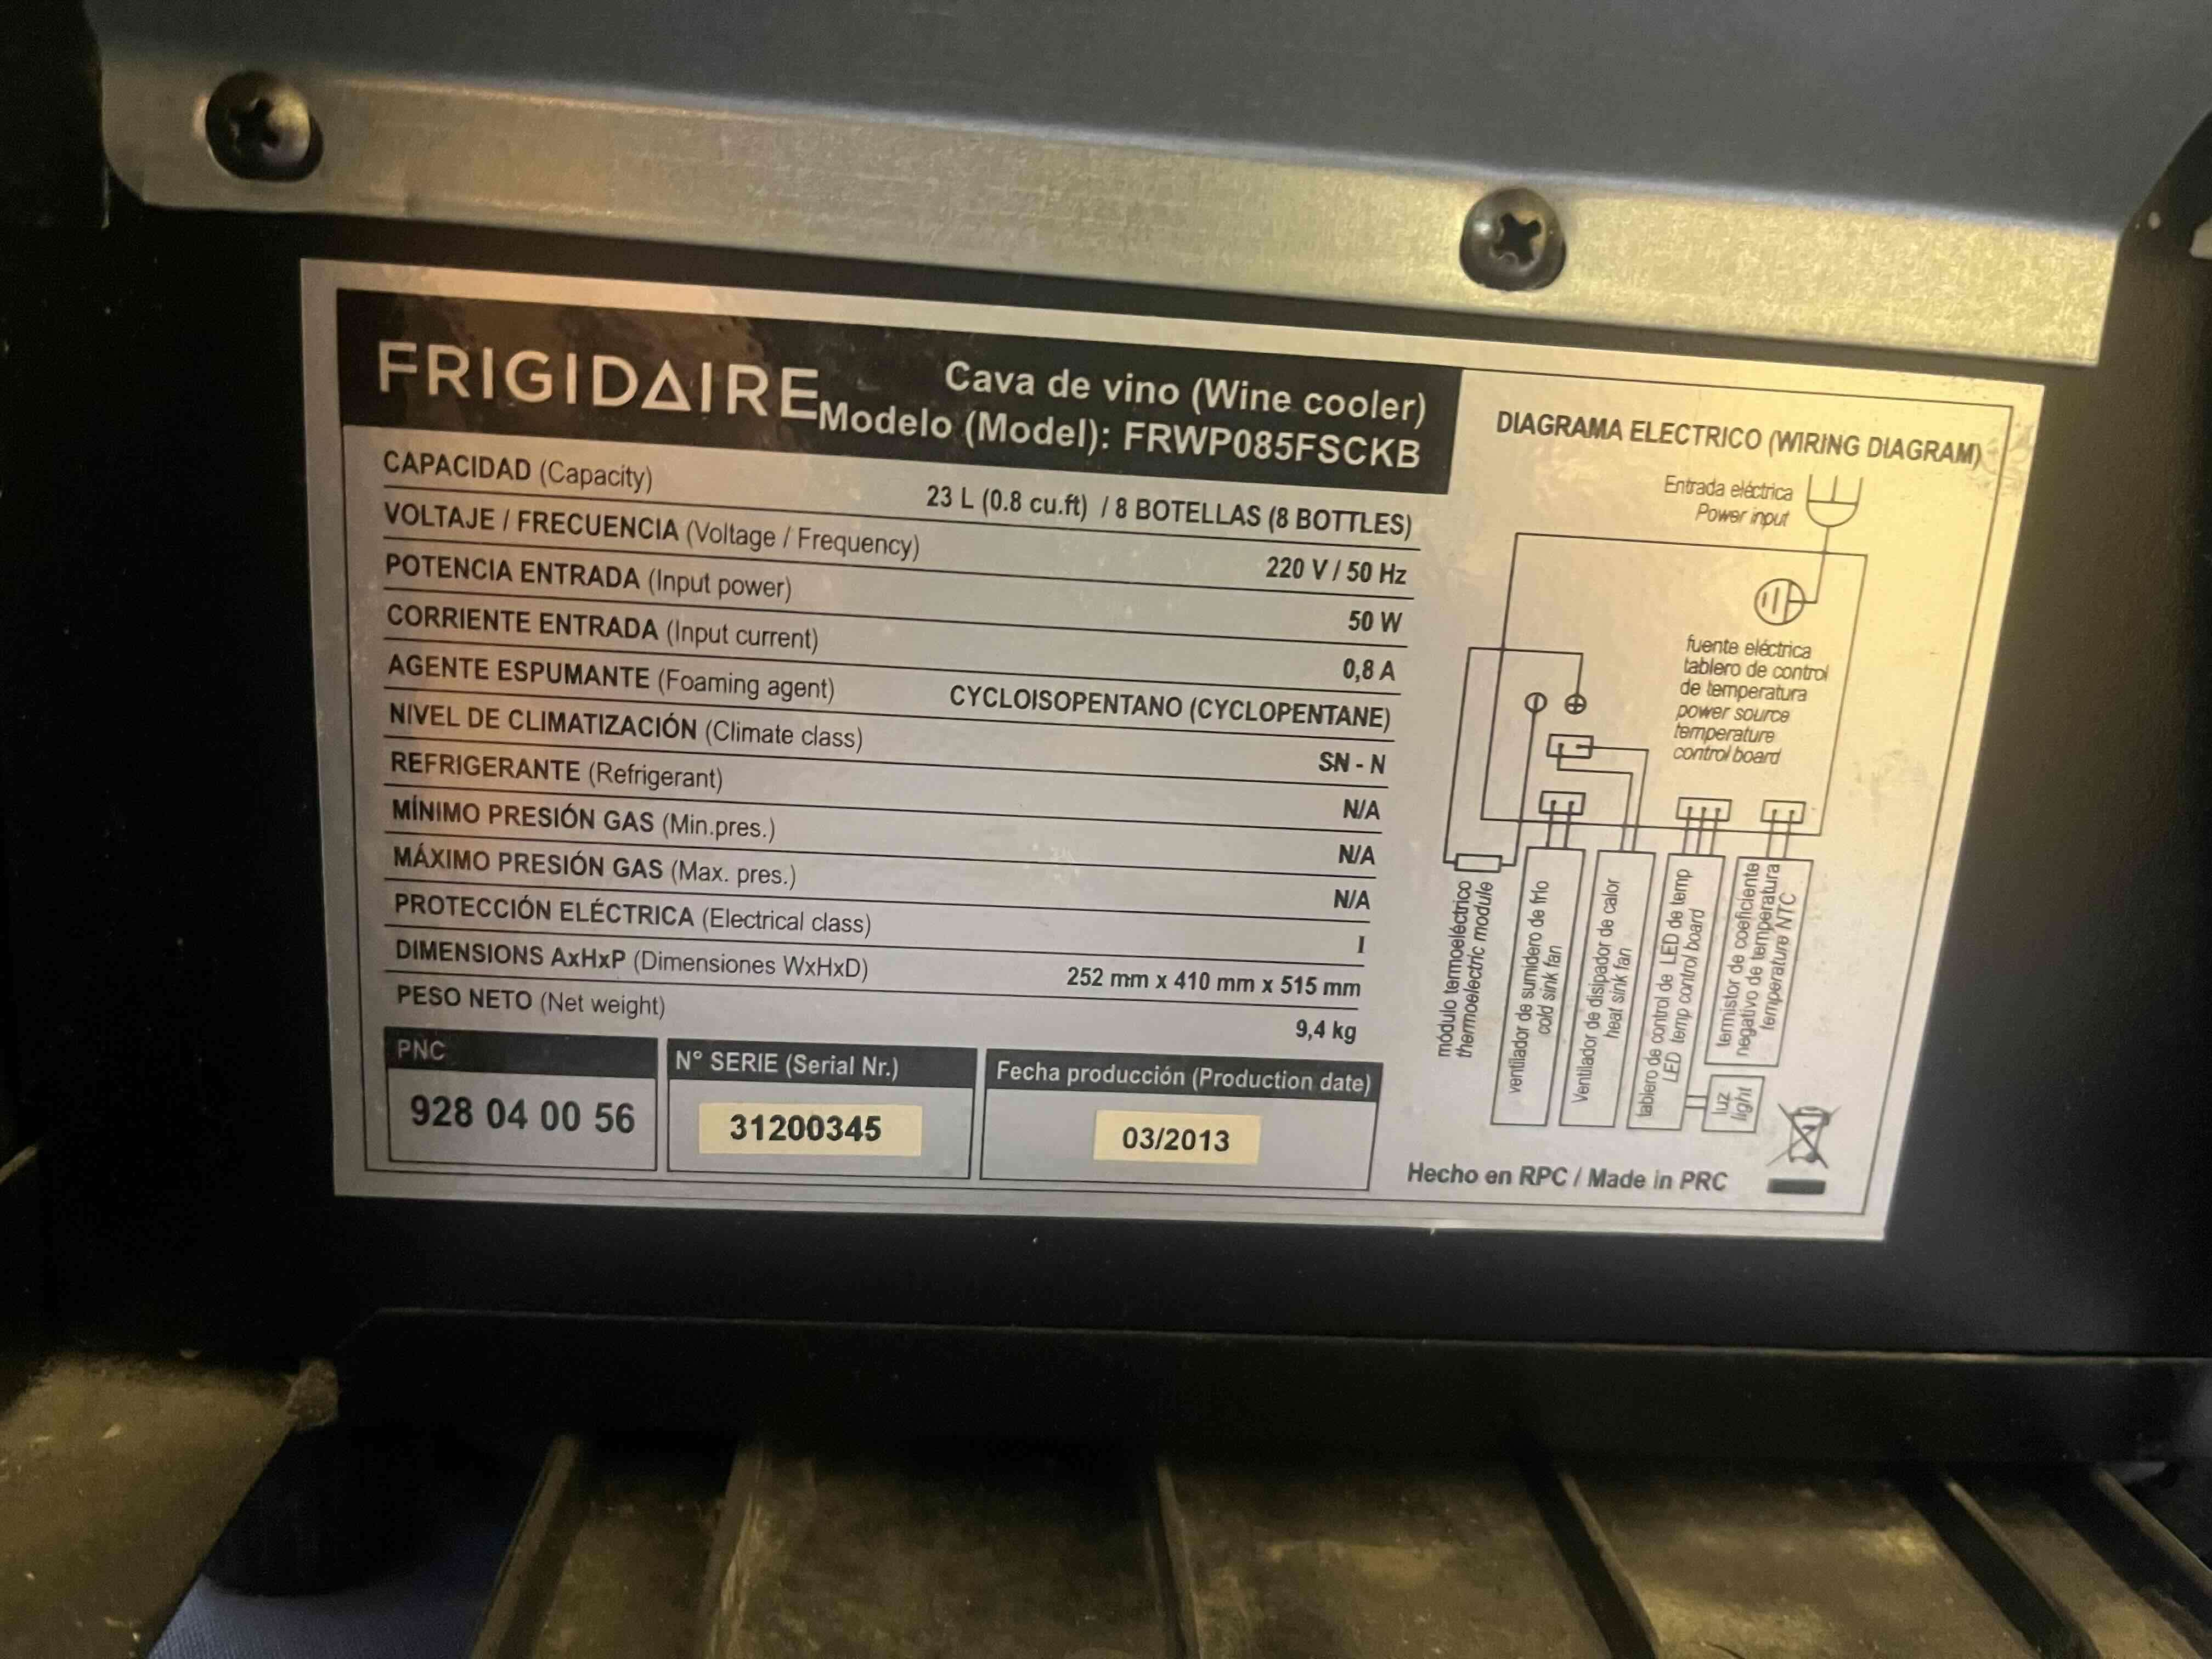 FRIGIDAIRE
Cava de vino (Wine cooler)
Modelo (Model): FRWP085FSCKB
CAPACIDAD (Capacity) 23 L (0.8 cu.ft) / 8 BOTELLAS (8 BOTTLES)
VOLTAJE / FRECUENCIA (Voltage / Frequency) 220 V / 50 Hz
POTENCIA ENTRADA (Input power) 50 W
CORRIENTE ENTRADA (Input current) 0,8 A
AGENTE ESPUMANTE (Foaming agent) CYCLOISOPENTANO (CYCLOPENTANE)
NIVEL DE CLIMATIZACIÓN (Climate class) SN - N
REFRIGERANTE (Refrigerant) N/A
MÍNIMO PRESIÓN GAS (Min.pres.) N/A
MÁXIMO PRESIÓN GAS (Max. pres.) N/A
PROTECCIÓN ELÉCTRICA (Electrical class) I
DIMENSIONS AxHxP (Dimensiones WxHxD) 252 mm x 410 mm x 515 mm
PESO NETO (Net weight) 9,4 kg
PNC
928 04 00 56
N° SERIE (Serial Nr.)
31200345
Fecha producción (Production date)
03/2013
DIAGRAMA ELECTRICO (WIRING DIAGRAM)
Entrada eléctrica
Power input
fuente eléctrica
tablero de control
de temperatura
power source
temperature
control board
módulo termoeléctrico
thermoelectric module
ventilador de sumidero de frío
cold sink fan
Ventilador de disipador de calor
heat sink fan
tablero de control de LED de temp
LED temp control board
luz
light
termistor de coeficiente
negativo de temperatura
temperature NTC
Hecho en RPC / Made in PRC